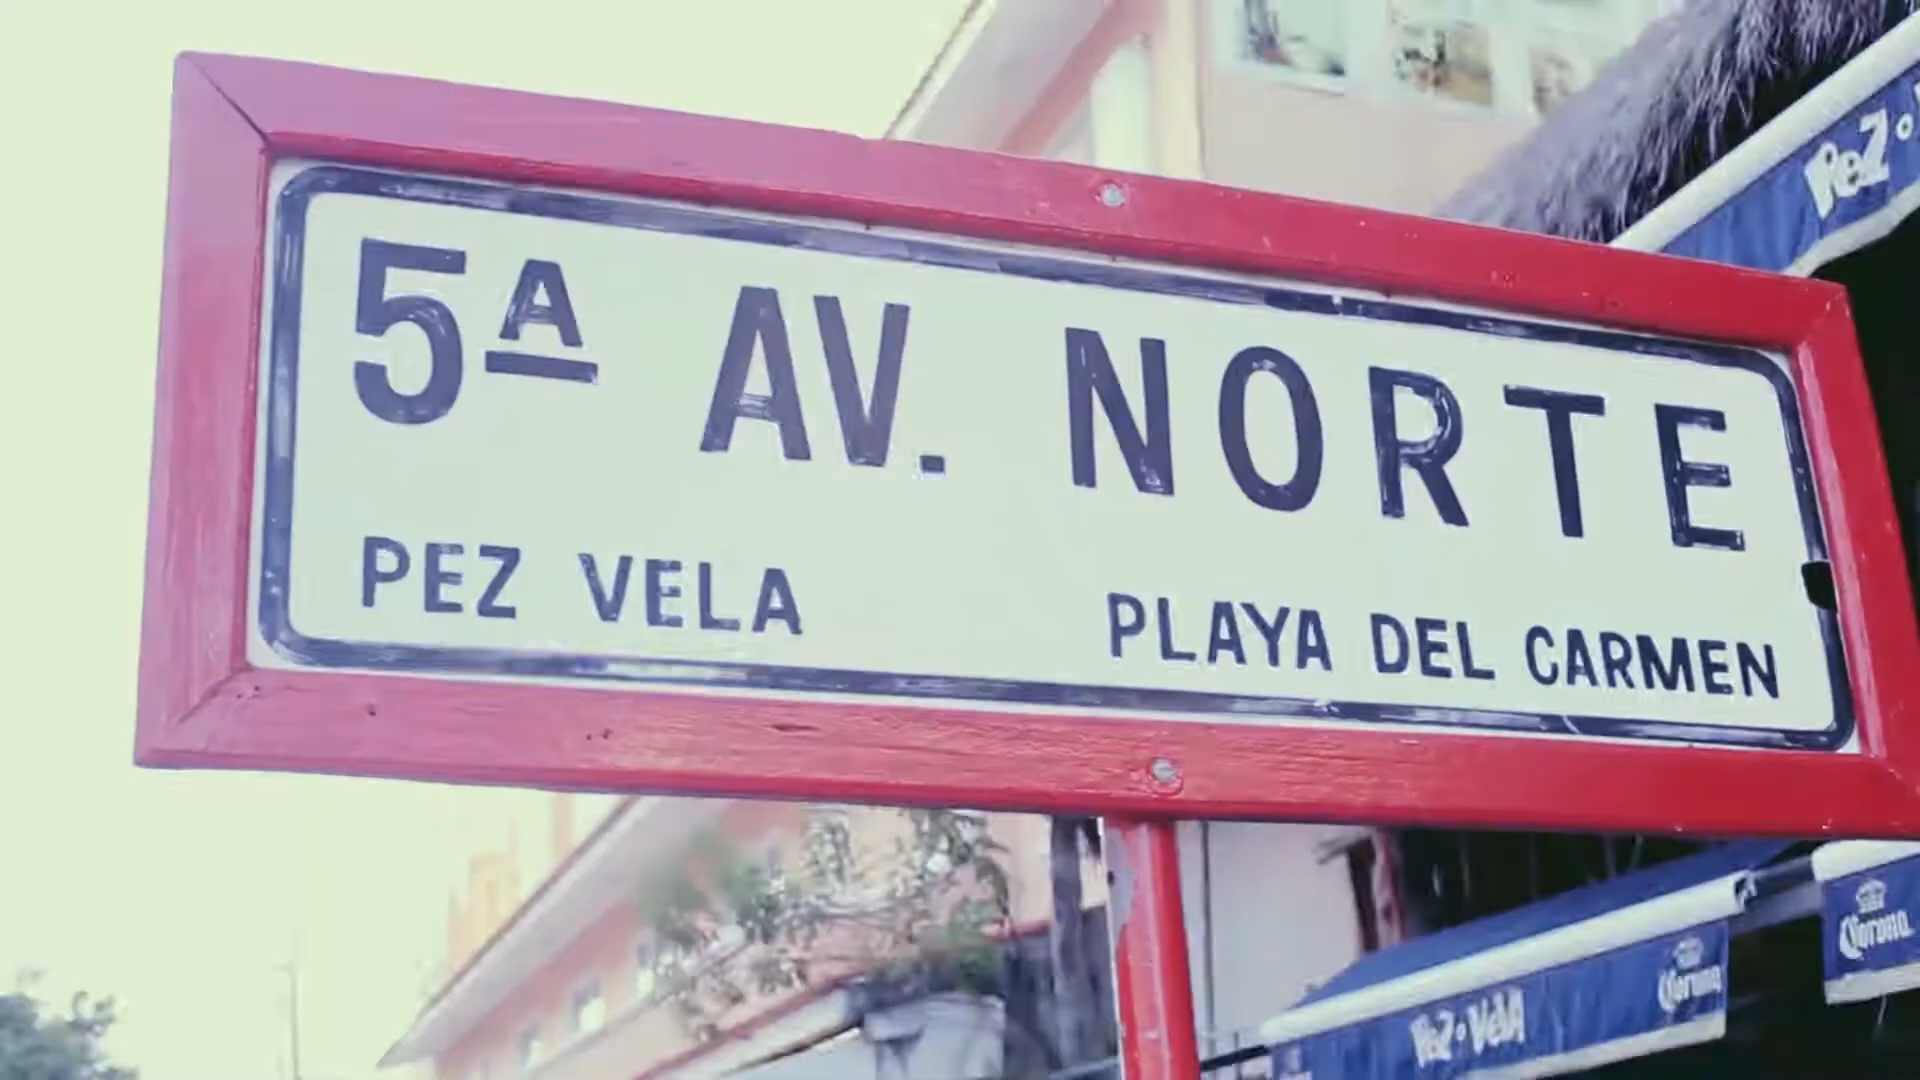 5ª AV. NORTE
PEZ VELA
PLAYA DEL CARMEN
PeZ
PeZ VeLA
Corona
Corona